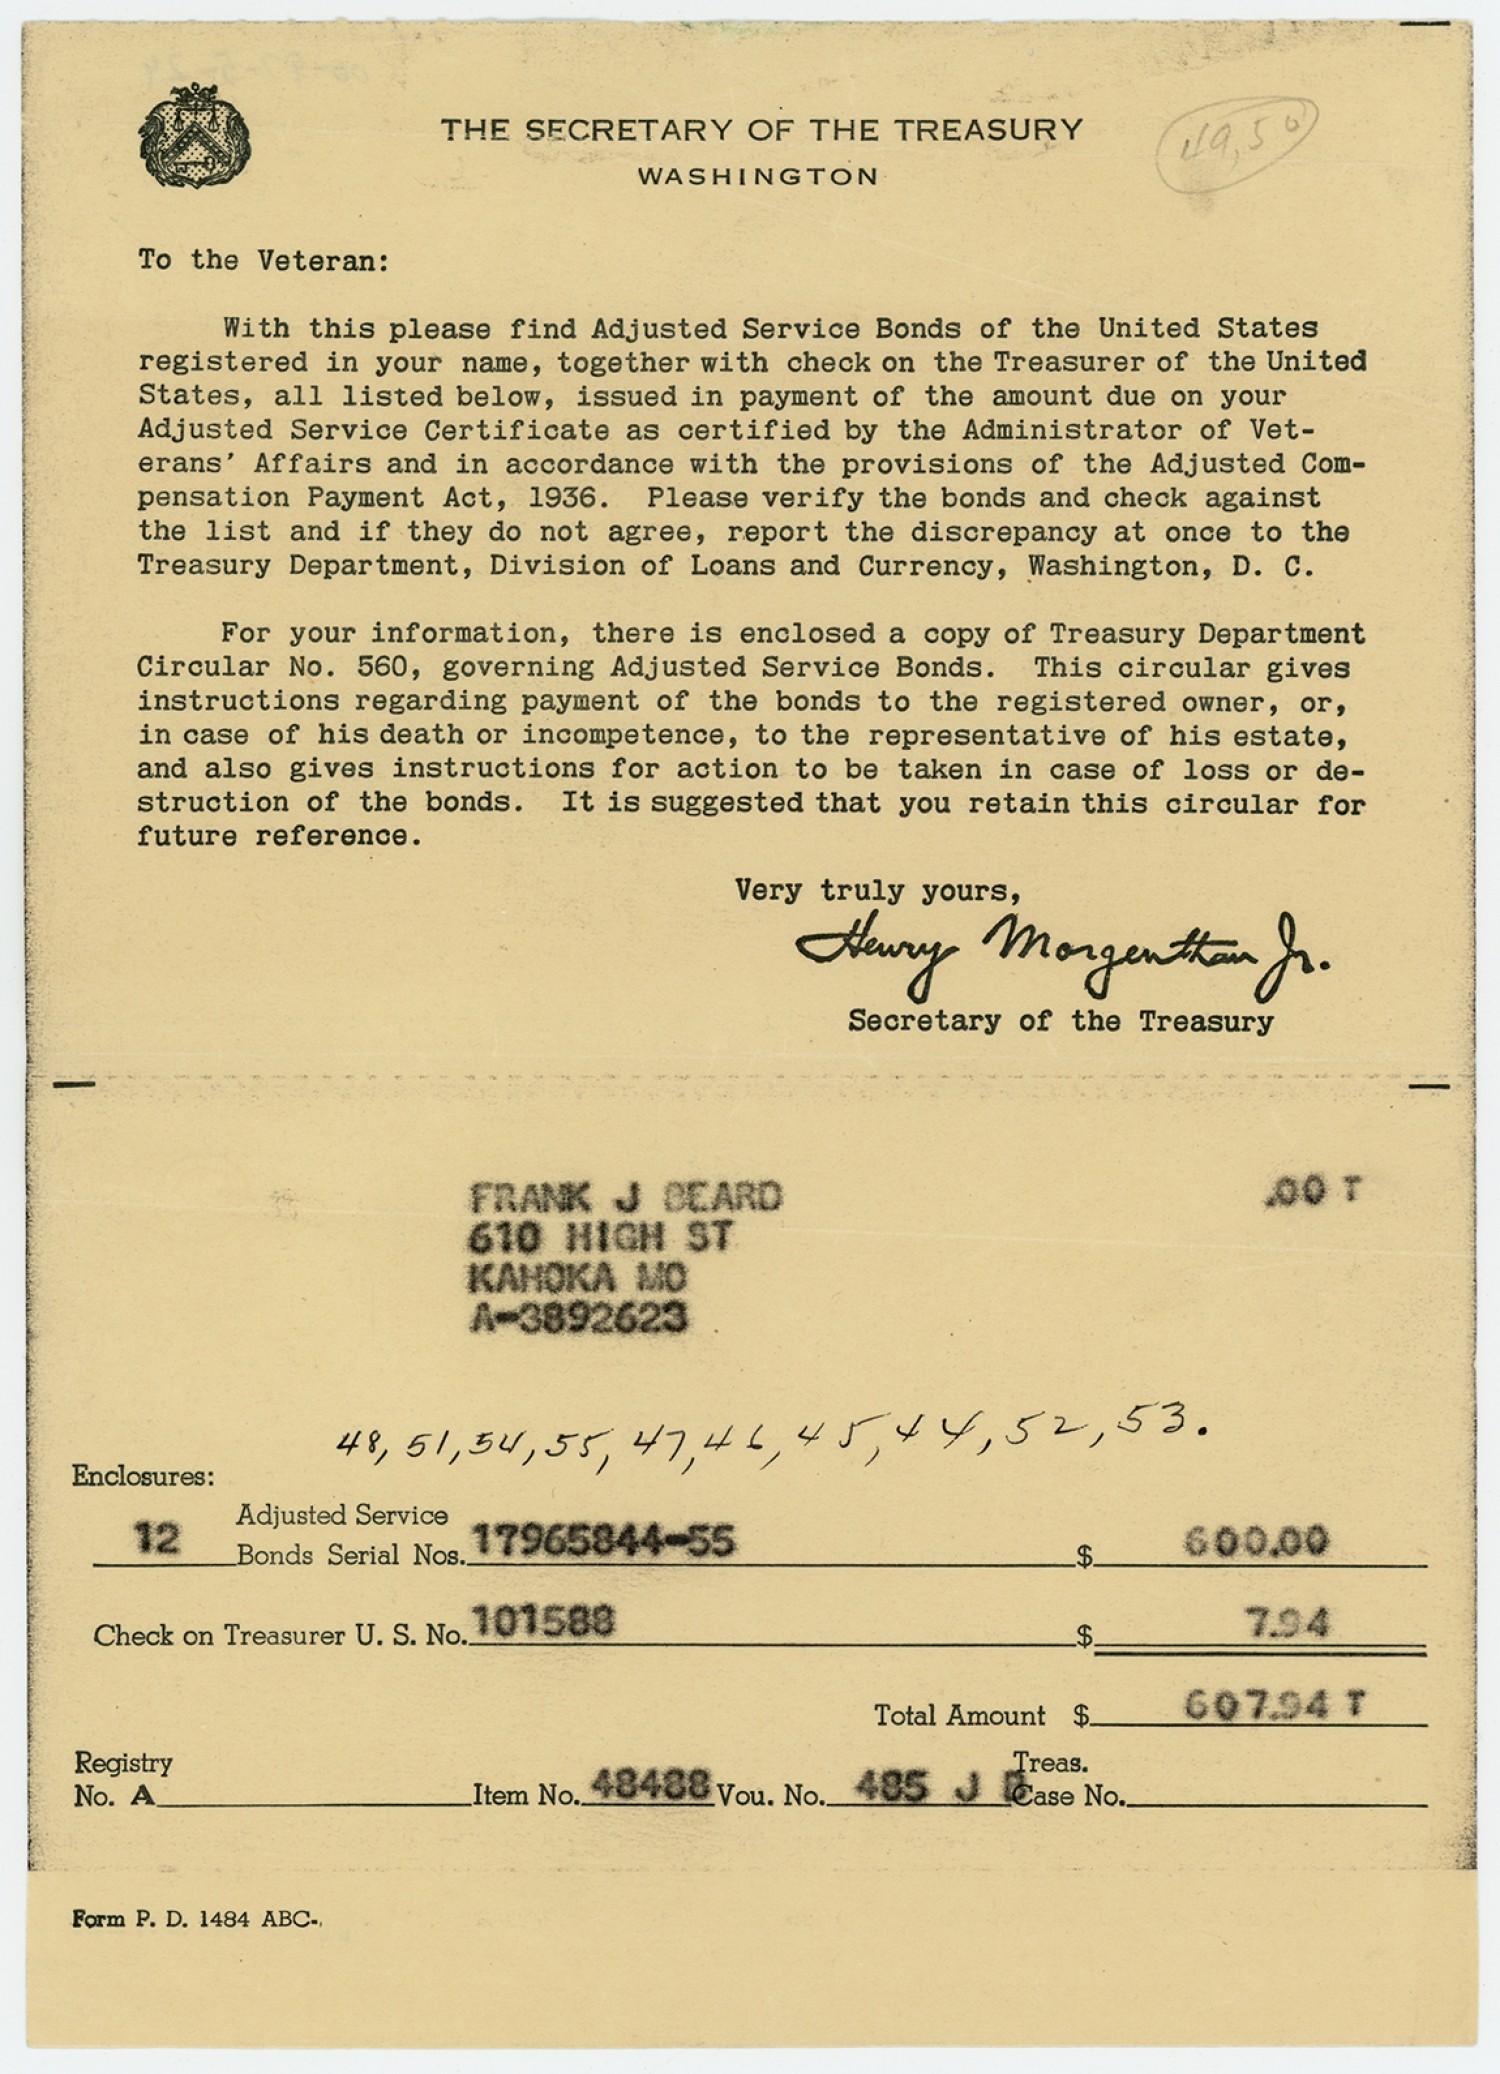 THE SECRETARY OF THE TREASURY
WASHINGTON
49,50
To the Veteran:
With this please find Adjusted Service Bonds of the United States
registered in your name, together with check on the Treasurer of the United
States, all listed below, issued in payment of the amount due on your
Adjusted Service Certificate as certified by the Administrator of Vet-
erans' Affairs and in accordance with the provisions of the Adjusted Com-
pensation Payment Act, 1936. Please verify the bonds and check against
the list and if they do not agree, report the discrepancy at once to the
Treasury Department, Division of Loans and Currency, Washington, D. C.
For your information, there is enclosed a copy of Treasury Department
Circular No. 560, governing Adjusted Service Bonds. This circular gives
instructions regarding payment of the bonds to the registered owner, or,
in case of his death or incompetence, to the representative of his estate,
and also gives instructions for action to be taken in case of loss or de-
struction of the bonds. It is suggested that you retain this circular for
future reference.
Very truly yours,
Henry Morgenthau Jr.
Secretary of the Treasury
FRANK J BEARD .00 T
610 HIGH ST
KAHOKA MO
A-3892623
48, 51, 54, 55, 47, 46, 45, 44, 52, 53.
Enclosures:
12 Adjusted Service
Bonds Serial Nos. 17965844-55 $ 600.00
Check on Treasurer U. S. No. 101588 $ 7.94
Total Amount $ 607.94 T
Registry
No. A Item No. 48488 Vou. No. 485 J B Treas.
Case No.
Form P. D. 1484 ABC-